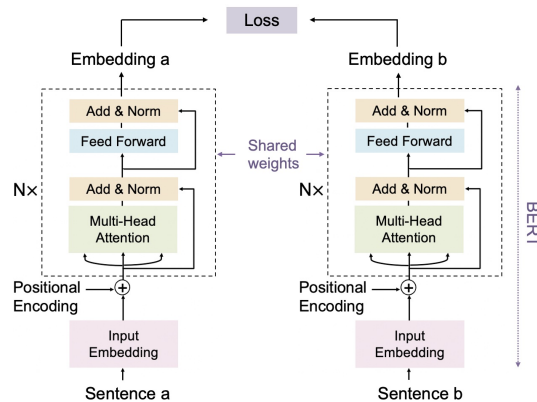 Loss
Embedding a
Embedding b
Add & Norm
Feed Forward
Add & Norm
Multi-Head
Attention
N×
Positional
Encoding
+
Input
Embedding
Sentence a
Shared
weights
Add & Norm
Feed Forward
Add & Norm
Multi-Head
Attention
N×
Positional
Encoding
+
Input
Embedding
Sentence b
BERT